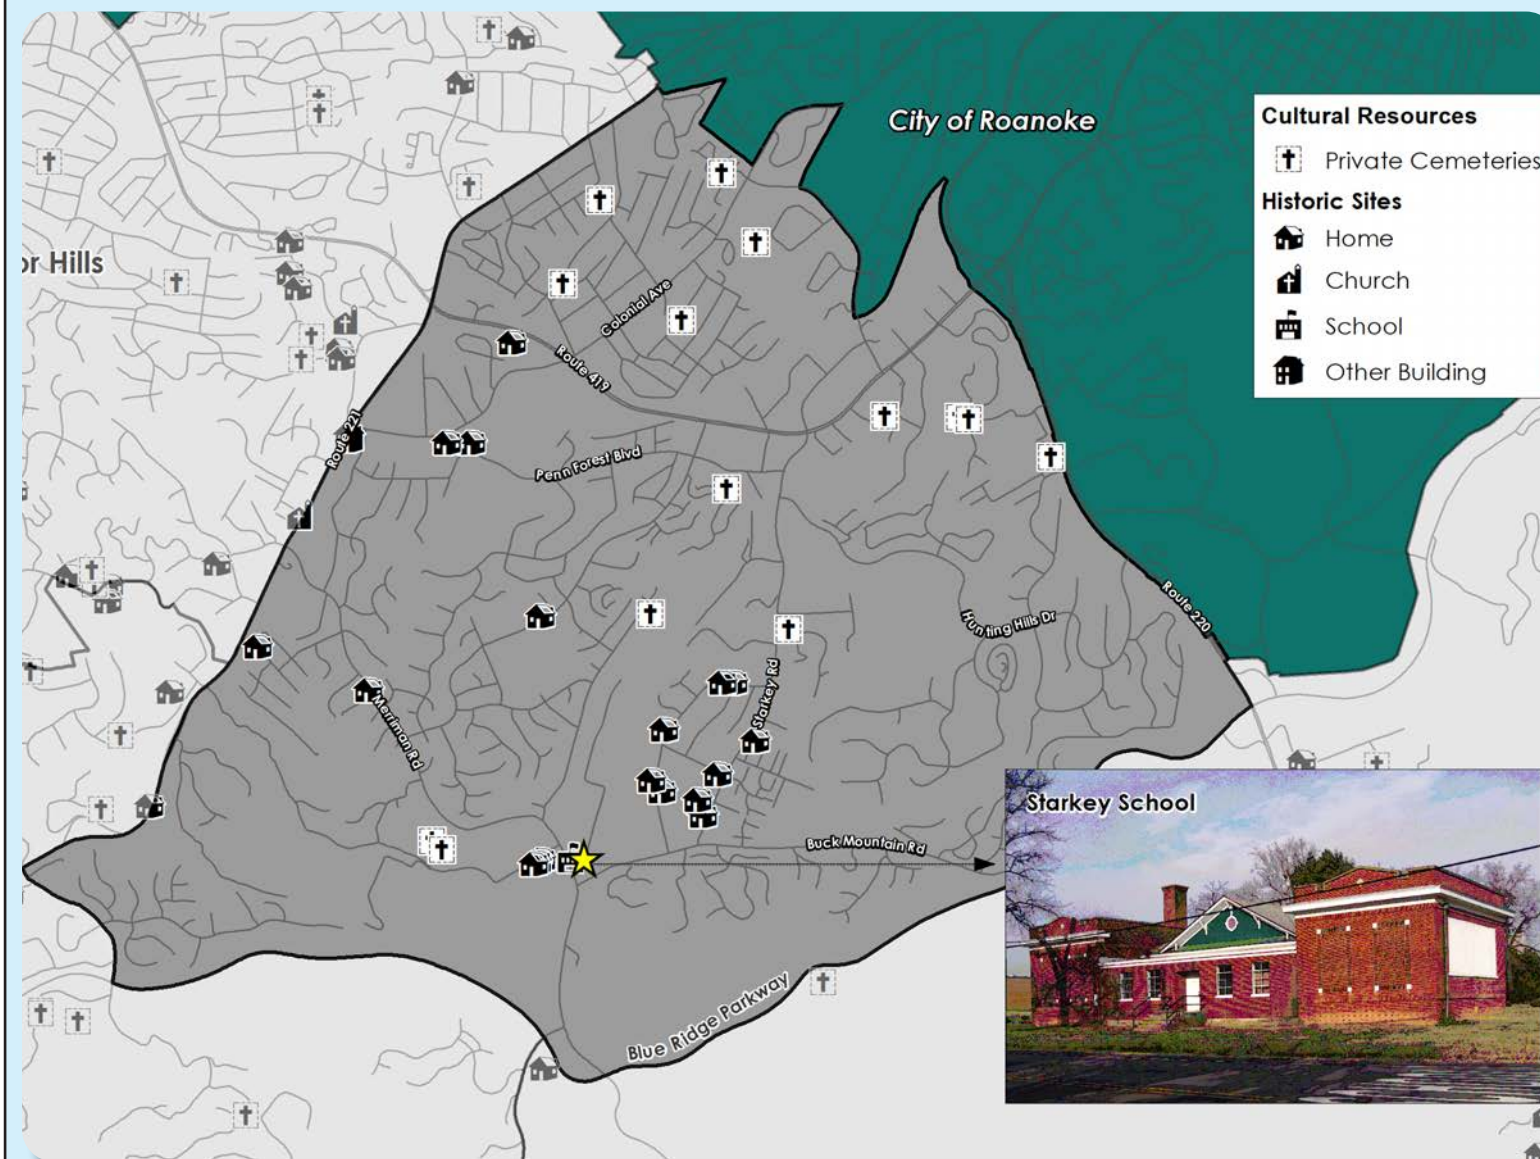 City of Roanoke
Cultural Resources
Private Cemeteries
Historic Sites
Home
Church
School
Other Building
or Hills
Colonial Ave
Route 419
Route 221
Penn Forest Blvd
Hunting Hills Dr
Route 220
Starkey Rd
Merriman Rd
Buck Mountain Rd
Starkey School
Blue Ridge Parkway